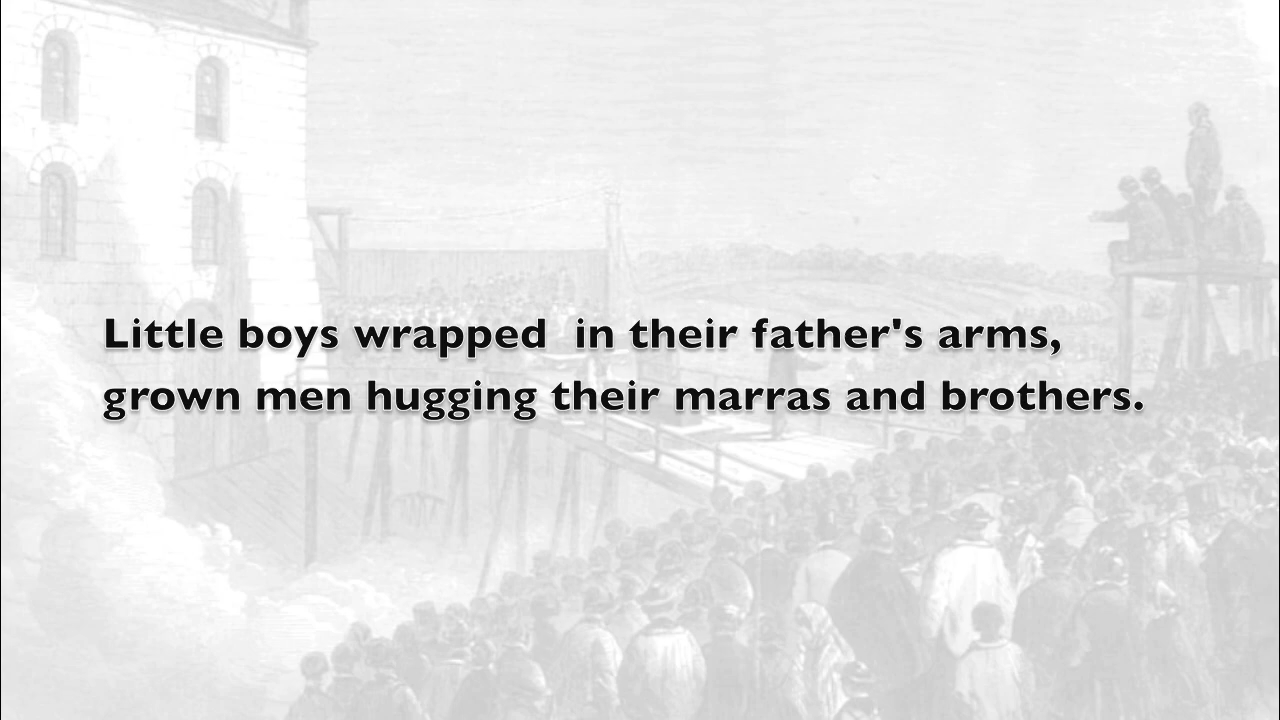 Little boys wrapped  in their father's arms,
grown men hugging their marras and brothers.